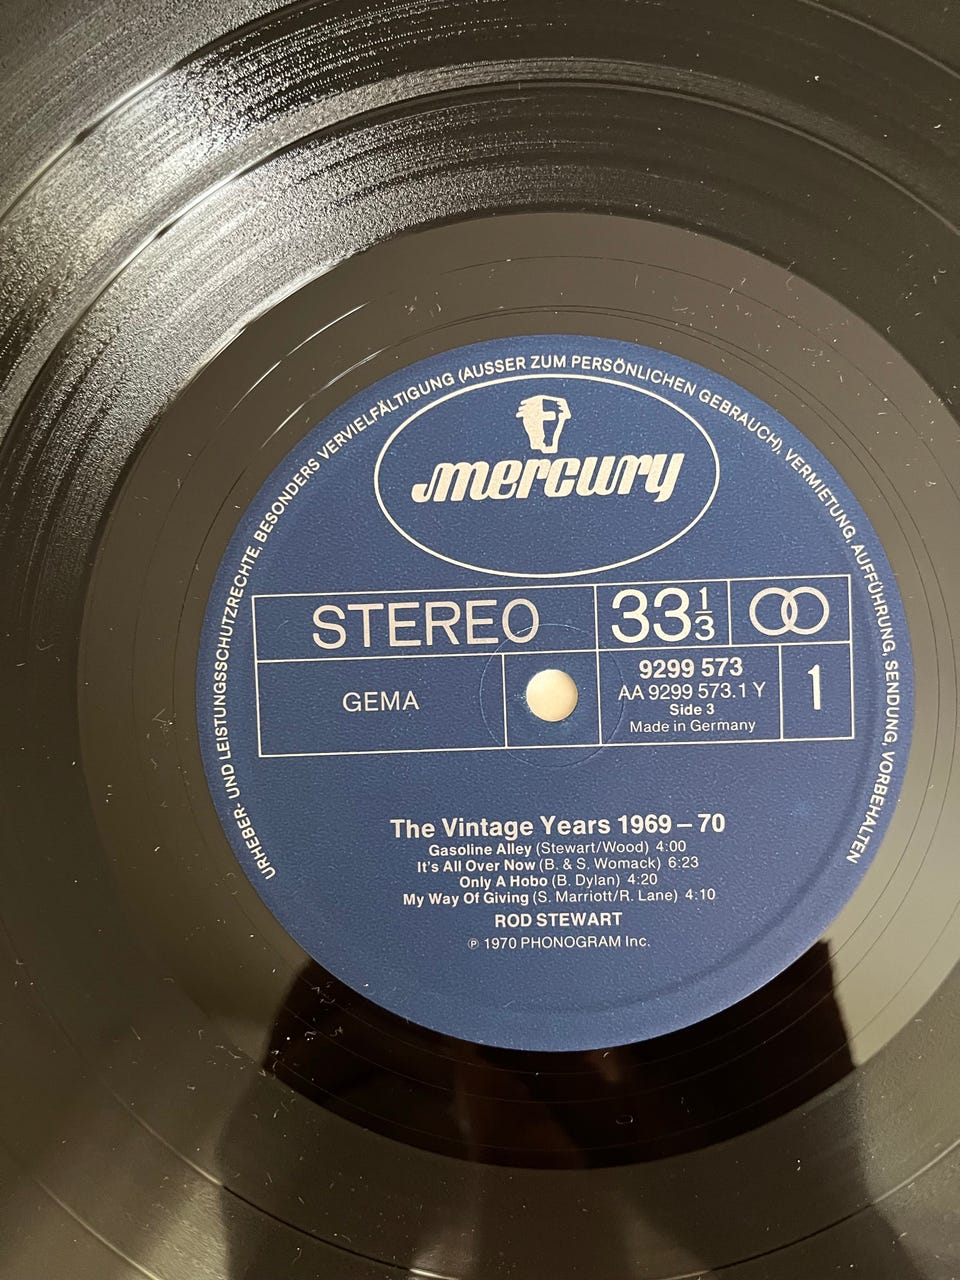 URHEBER- UND LEISTUNGSSCHUTZRECHTE, BESONDERS VERVIELFÄLTIGUNG (AUSSER ZUM PERSÖNLICHEN GEBRAUCH), VERMIETUNG, AUFFÜHRUNG, SENDUNG, VORBEHALTEN
mercury
STEREO 33 1/3
GEMA
9299 573
AA 9299 573.1 Y
Side 3
Made in Germany
1
The Vintage Years 1969 – 70
Gasoline Alley (Stewart/Wood) 4:00
It's All Over Now (B. & S. Womack) 6:23
Only A Hobo (B. Dylan) 4:20
My Way Of Giving (S. Marriott/R. Lane) 4:10
ROD STEWART
℗ 1970 PHONOGRAM Inc.